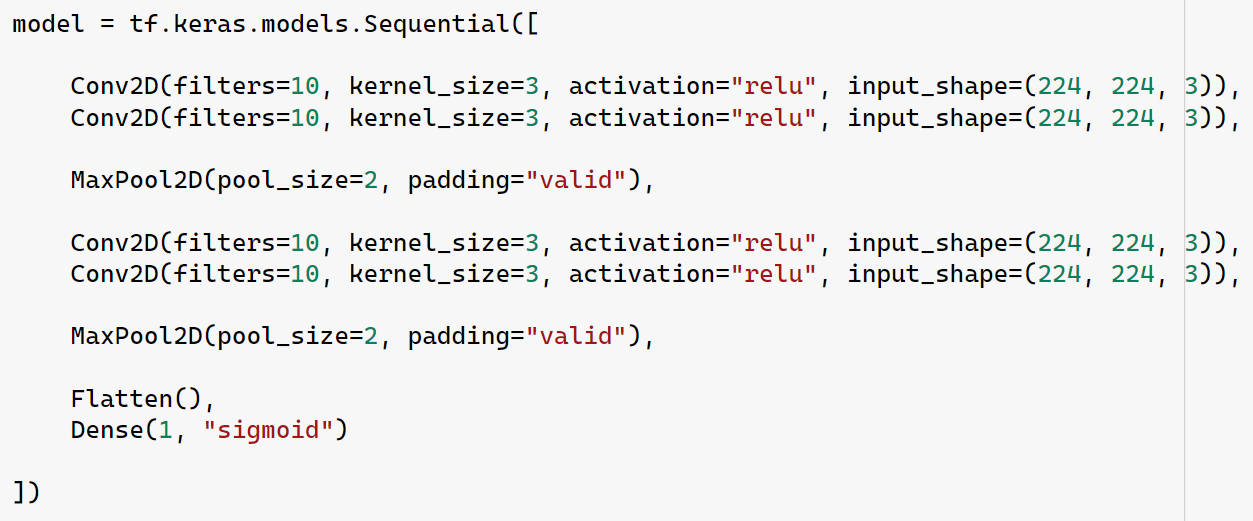 model = tf.keras.models.Sequential([
Conv2D(filters=10, kernel_size=3, activation="relu", input_shape=(224, 224, 3)),
Conv2D(filters=10, kernel_size=3, activation="relu", input_shape=(224, 224, 3)),
MaxPool2D(pool_size=2, padding="valid"),
Conv2D(filters=10, kernel_size=3, activation="relu", input_shape=(224, 224, 3)),
Conv2D(filters=10, kernel_size=3, activation="relu", input_shape=(224, 224, 3)),
MaxPool2D(pool_size=2, padding="valid"),
Flatten(),
Dense(1, "sigmoid")
])